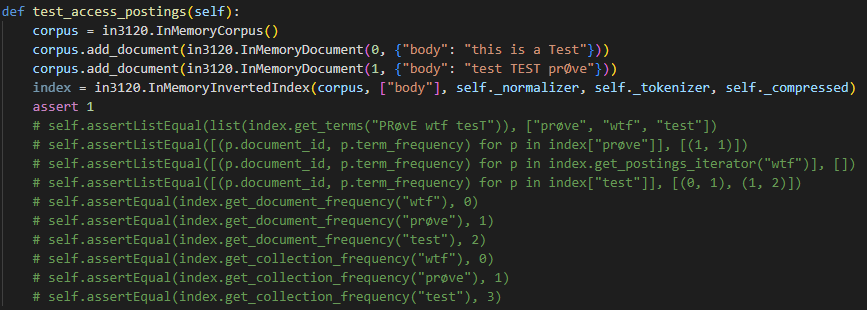 def test_access_postings(self):
    corpus = in3120.InMemoryCorpus()
    corpus.add_document(in3120.InMemoryDocument(0, {"body": "this is a Test"}))
    corpus.add_document(in3120.InMemoryDocument(1, {"body": "test TEST prØve"}))
    index = in3120.InMemoryInvertedIndex(corpus, ["body"], self._normalizer, self._tokenizer, self._compressed)
    assert 1
    # self.assertListEqual(list(index.get_terms("PRøvE wtf tesT")), ["prøve", "wtf", "test"])
    # self.assertListEqual([(p.document_id, p.term_frequency) for p in index["prøve"]], [(1, 1)])
    # self.assertListEqual([(p.document_id, p.term_frequency) for p in index.get_postings_iterator("wtf")], [])
    # self.assertListEqual([(p.document_id, p.term_frequency) for p in index["test"]], [(0, 1), (1, 2)])
    # self.assertEqual(index.get_document_frequency("wtf"), 0)
    # self.assertEqual(index.get_document_frequency("prøve"), 1)
    # self.assertEqual(index.get_document_frequency("test"), 2)
    # self.assertEqual(index.get_collection_frequency("wtf"), 0)
    # self.assertEqual(index.get_collection_frequency("prøve"), 1)
    # self.assertEqual(index.get_collection_frequency("test"), 3)